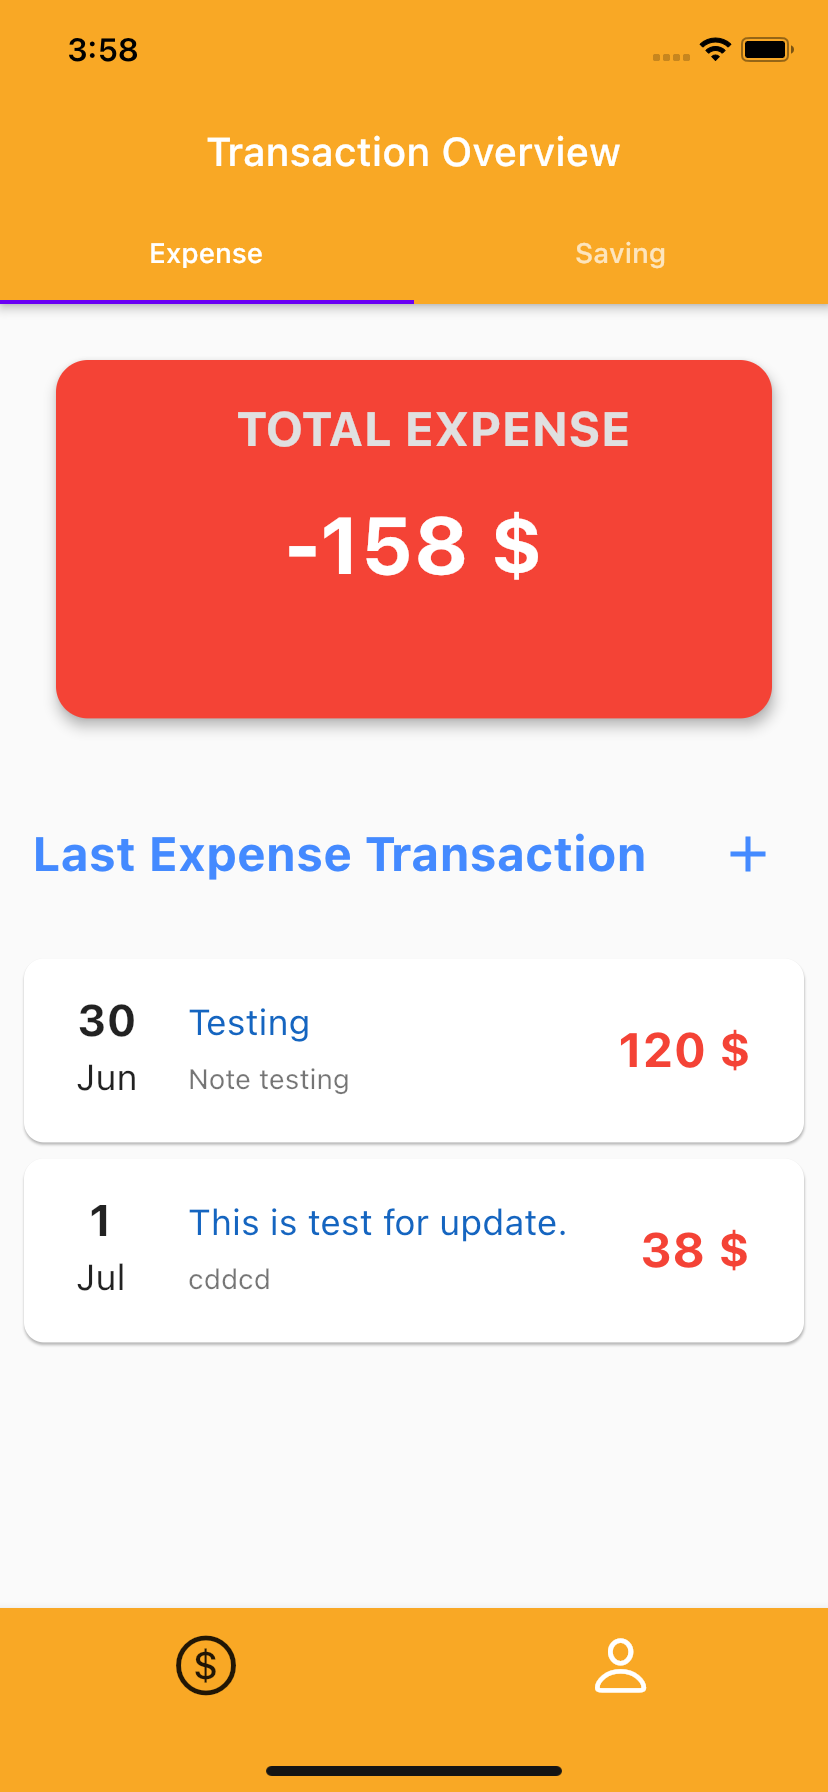 3:58
Transaction Overview
Expense
Saving
TOTAL EXPENSE
-158 $
Last Expense Transaction
30
Jun
Testing
Note testing
120 $
1
Jul
This is test for update.
cddcd
38 $
$